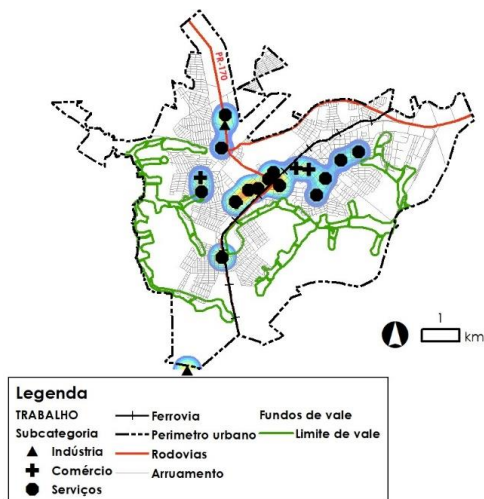 PR-170
1
km
Legenda
TRABALHO
Subcategoria
Indústria
Comércio
Serviços
Ferrovia
Perimetro urbano
Rodovias
Arruamento
Fundos de vale
Limite de vale